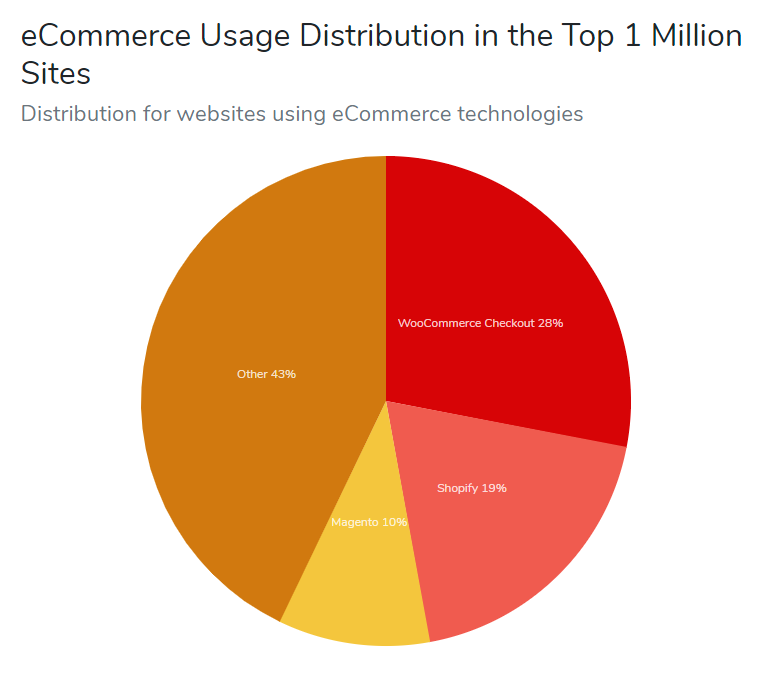 eCommerce Usage Distribution in the Top 1 Million
Sites
Distribution for websites using eCommerce technologies
WooCommerce Checkout 28%
Other 43%
Shopify 19%
Magento 10%